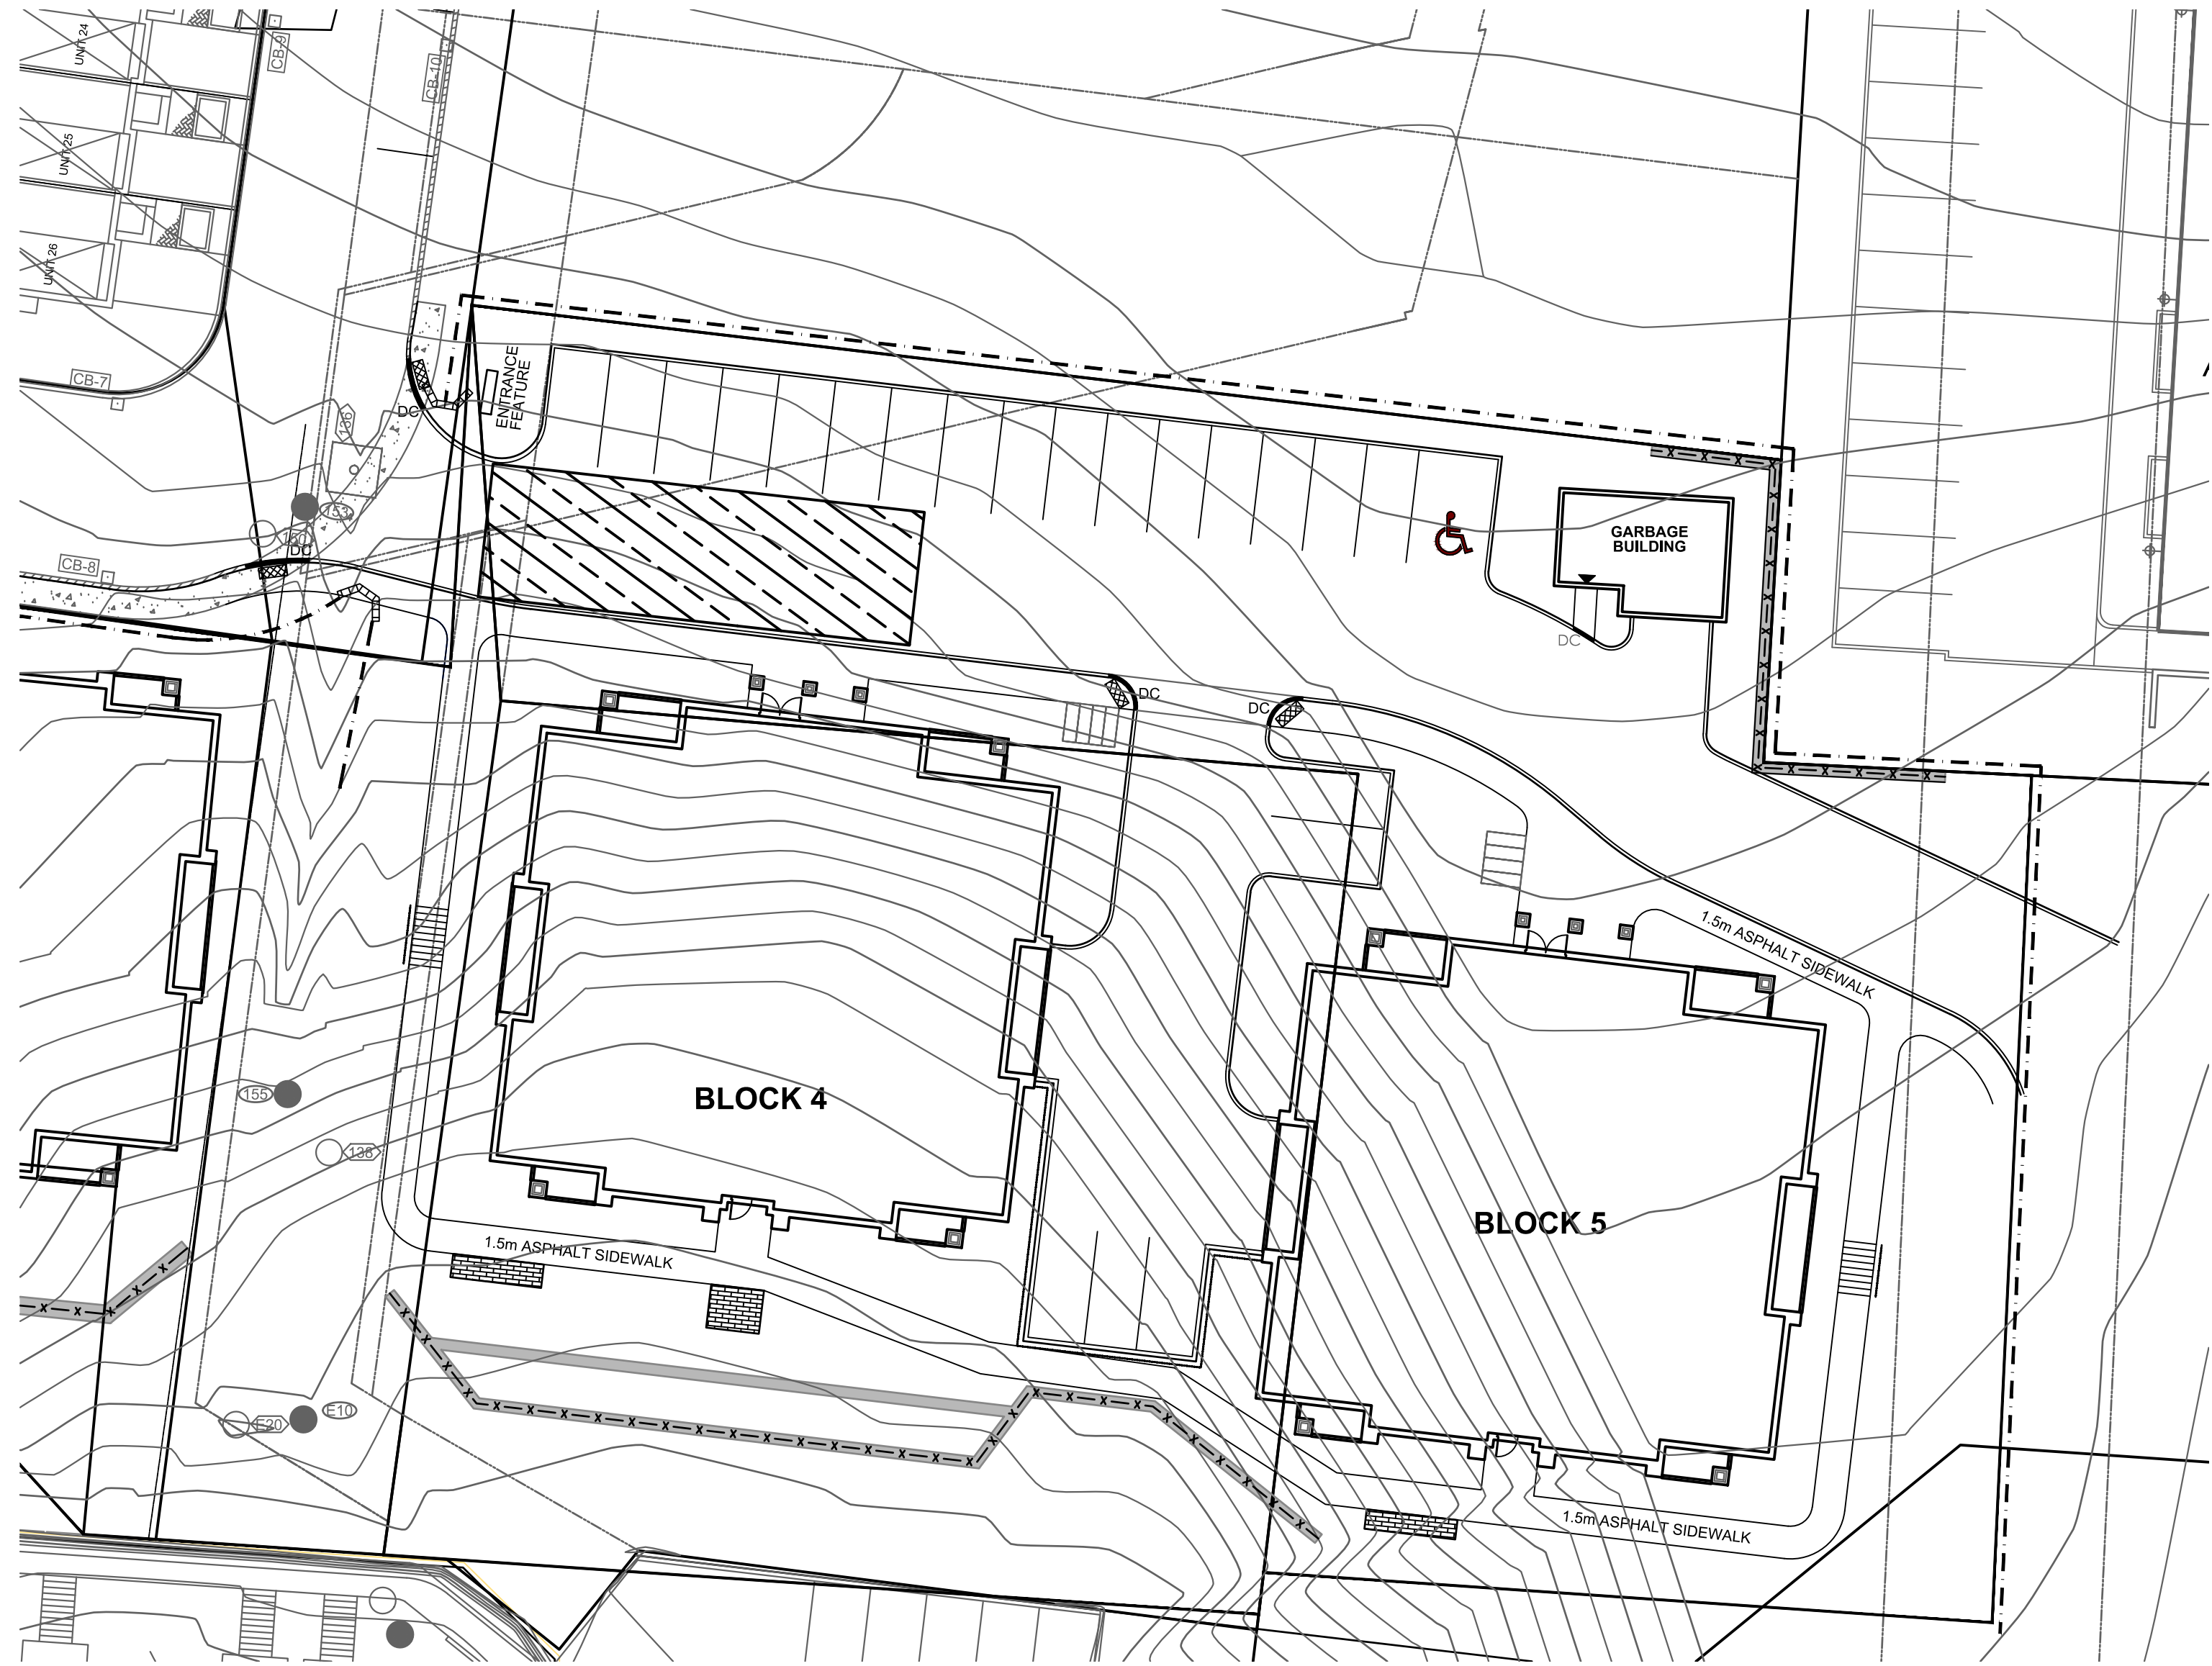 UNIT 24
CB-9
CB-10
UNIT 25
UNIT 26
CB-7
ENTRANCE
FEATURE
DC
136
153
150
DC
CB-8
GARBAGE
BUILDING
DC
DC
DC
1.5m ASPHALT SIDEWALK
BLOCK 4
155
138
BLOCK 5
1.5m ASPHALT SIDEWALK
E10
E20
1.5m ASPHALT SIDEWALK